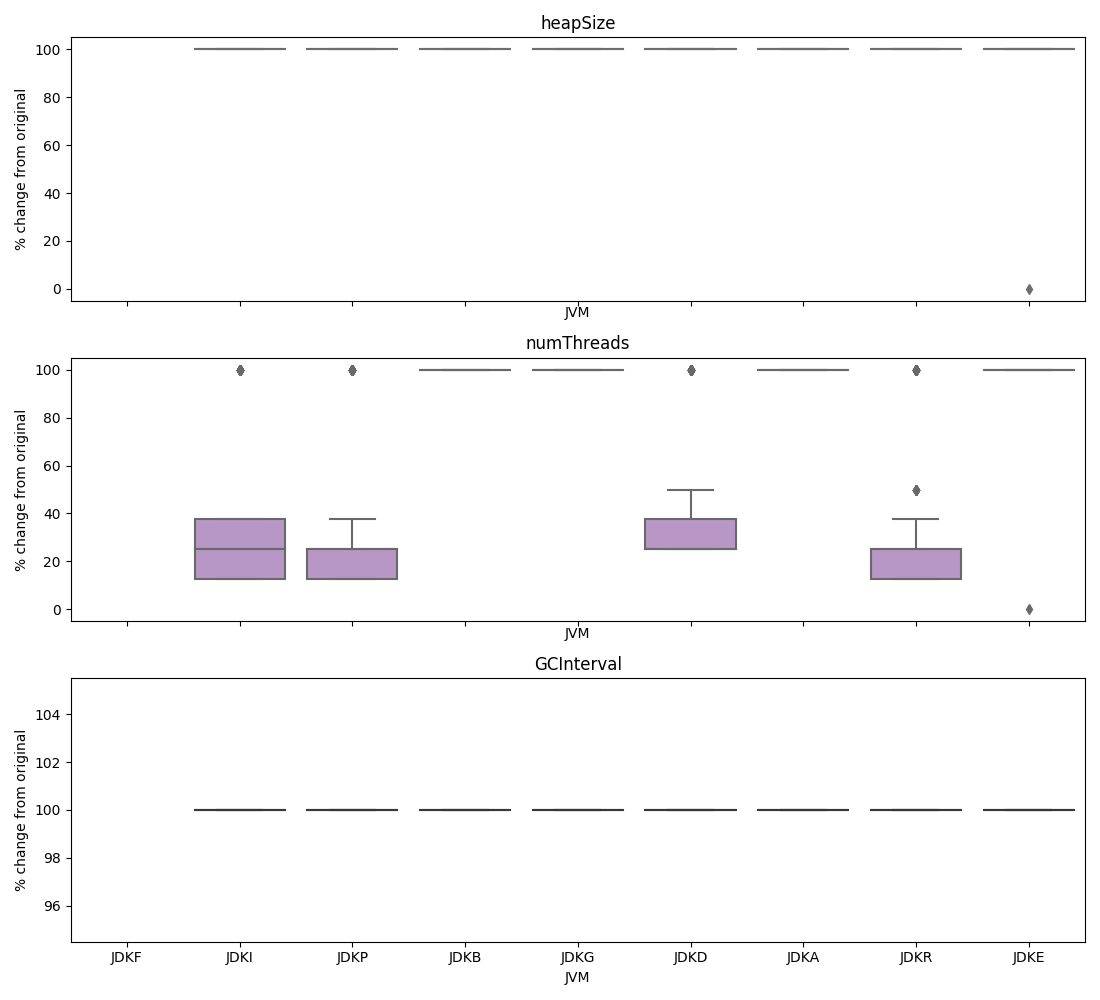 heapSize
100
80
60
40
20
0
% change from original
JVM
numThreads
100
80
60
40
20
0
% change from original
JVM
GCInterval
104
102
100
98
96
% change from original
JDKF JDKI JDKP JDKB JDKG JDKD JDKA JDKR JDKE
JVM